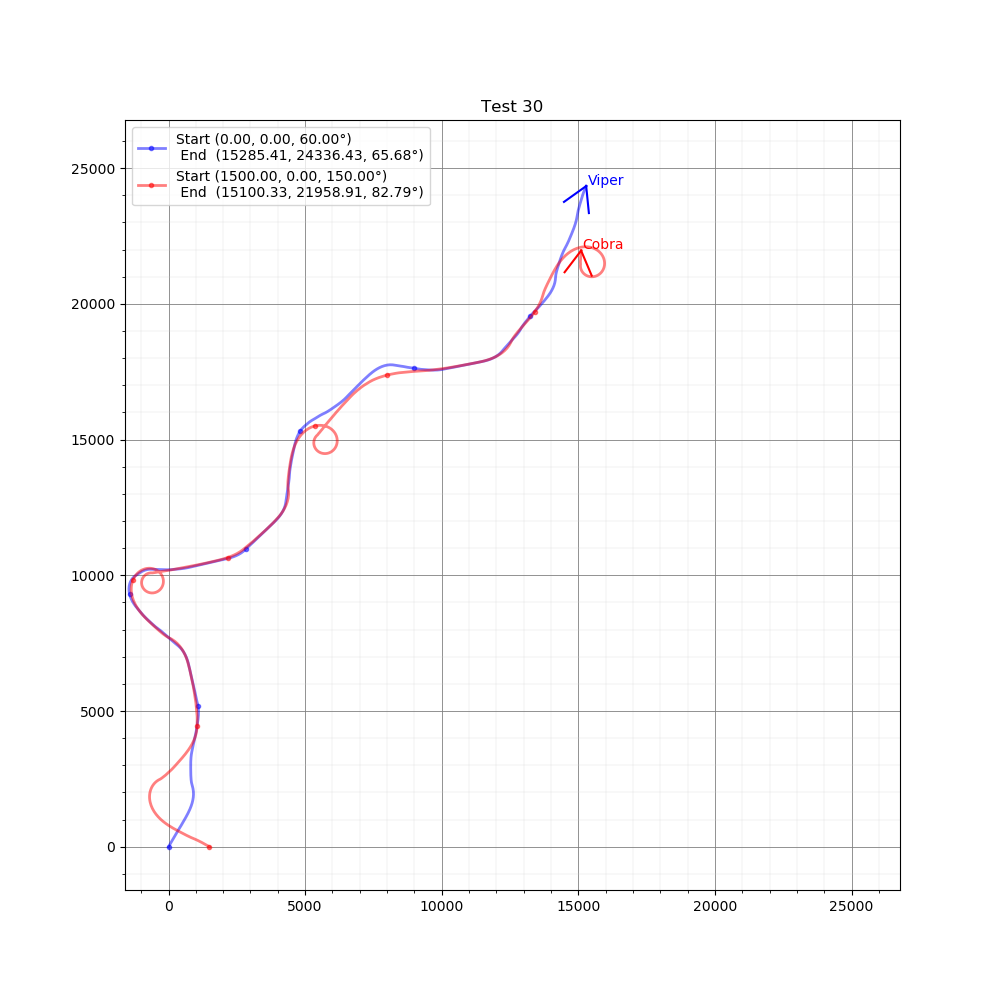 Test 30
Start (0.00, 0.00, 60.00°)
End (15285.41, 24336.43, 65.68°)
Start (1500.00, 0.00, 150.00°)
End (15100.33, 21958.91, 82.79°)
25000
Viper
Cobra
20000
15000
10000
5000
0
0 5000 10000 15000 20000 25000